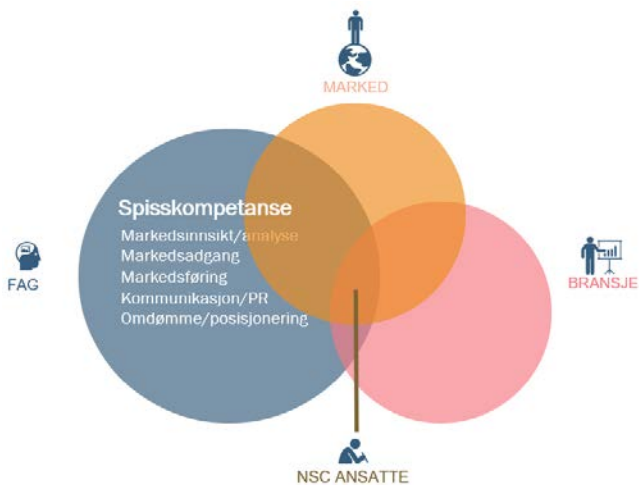 MARKED
Spisskompetanse
Markedsinnsikt/analyse
Markedsadgang
Markedsføring
Kommunikasjon/PR
Omdømme/posisjonering
FAG
BRANSJE
NSC ANSATTE